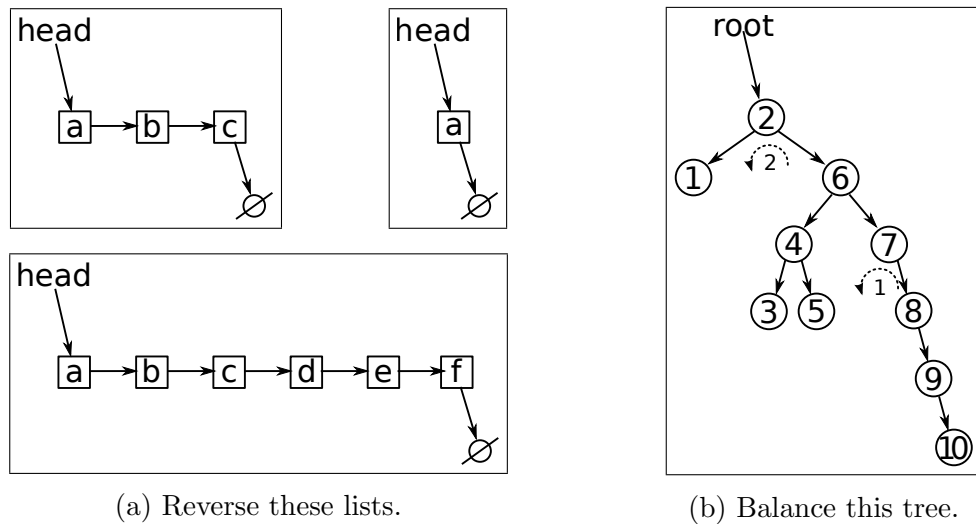 head
a b c
head
a
head
a b c d e f
(a) Reverse these lists.
root
2
1 2 6
4 7
3 5 1 8
9
10
(b) Balance this tree.